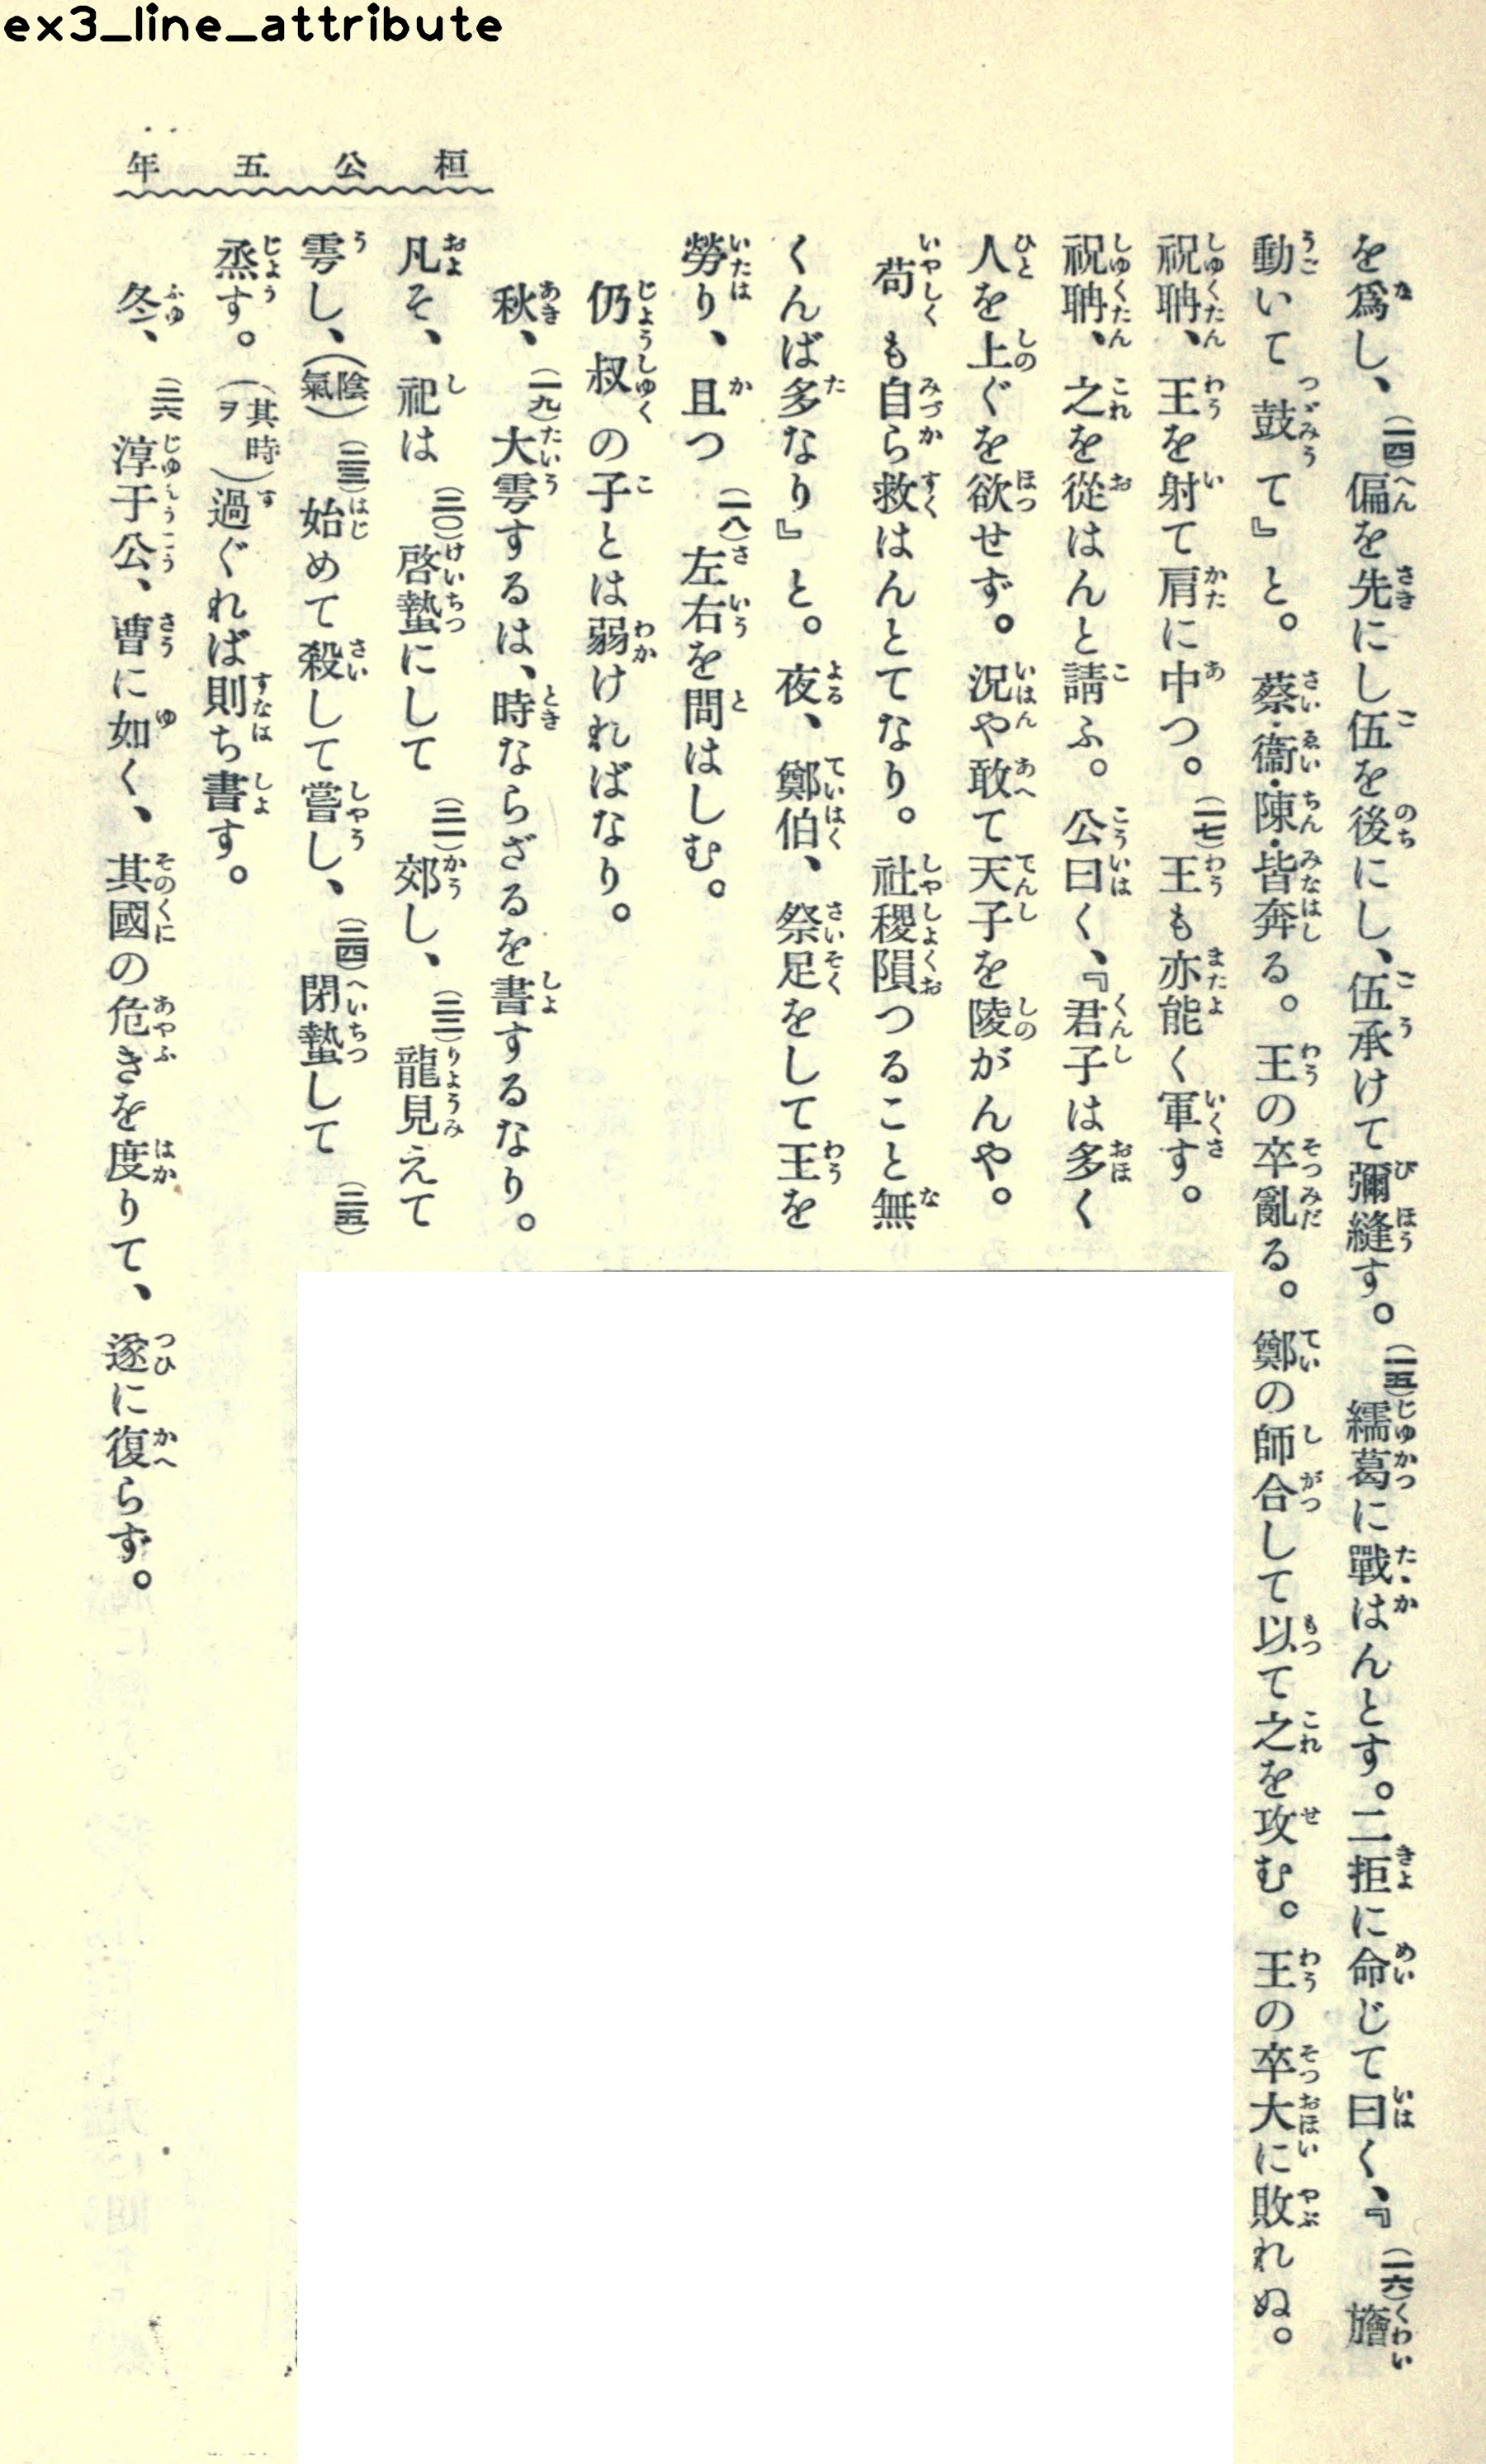 ex3_line_attribute
桓公五年
を爲し、(一四)偏を先にし伍を後にし、伍承けて彌縫す。(一五)繻葛に戰はんとす。二拒に命じて曰く、『(一六)旝
動いて鼓て』と。蔡・衞・陳・皆奔る。王の卒亂る。鄭の師合して以て之を攻む。王の卒大に敗れぬ。
祝聃、王を射て肩に中つ。(一七)王も亦能く軍す。
祝聃、之を從はんと請ふ。公曰く、『君子は多く
人を上ぐを欲せず。況や敢て天子を陵がんや。
苟も自ら救はんとてなり。社稷隕つること無
くんば多なり』と。夜、鄭伯、祭足をして王を
勞り、且つ(一八)左右を問はしむ。
仍叔の子とは弱ければなり。
秋、(一九)大雩するは、時ならざるを書するなり。
凡そ、祀は(二〇)啓蟄にして(二一)郊し、(二二)龍見えて
雩し、(陰氣)(二三)始めて殺して嘗し、(二四)閉蟄して(二五)
烝す。(其時ヲ)過ぐれば則ち書す。
冬、(二六)淳于公、曹に如く、其國の危きを度りて、遂に復らず。